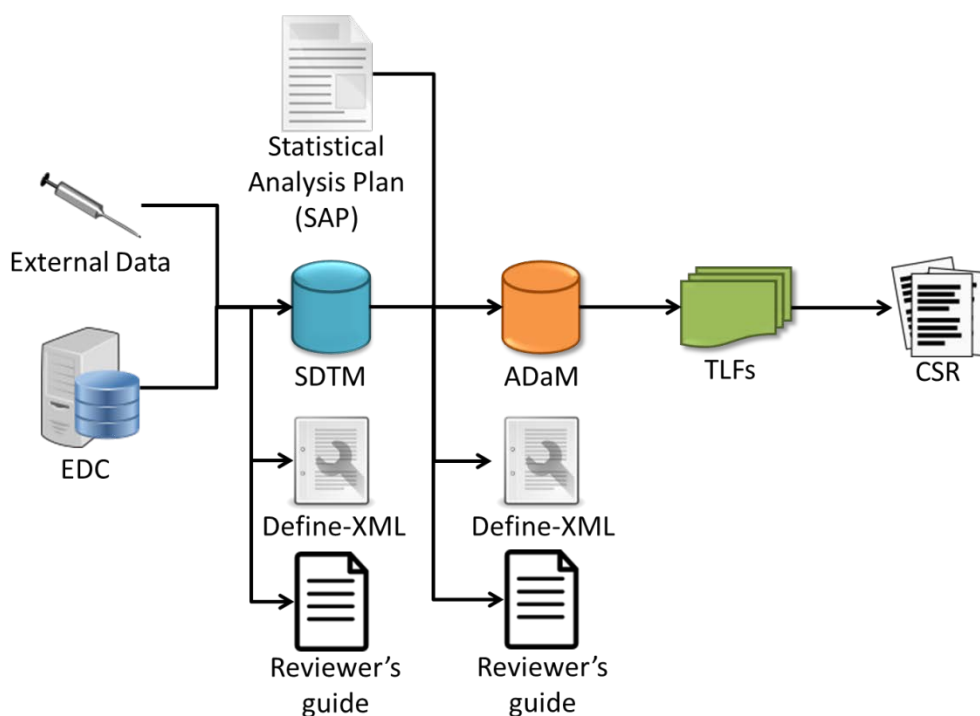 Statistical
Analysis Plan
(SAP)
External Data
SDTM
ADaM
TLFs
CSR
EDC
Define-XML
Define-XML
Reviewer's
guide
Reviewer's
guide